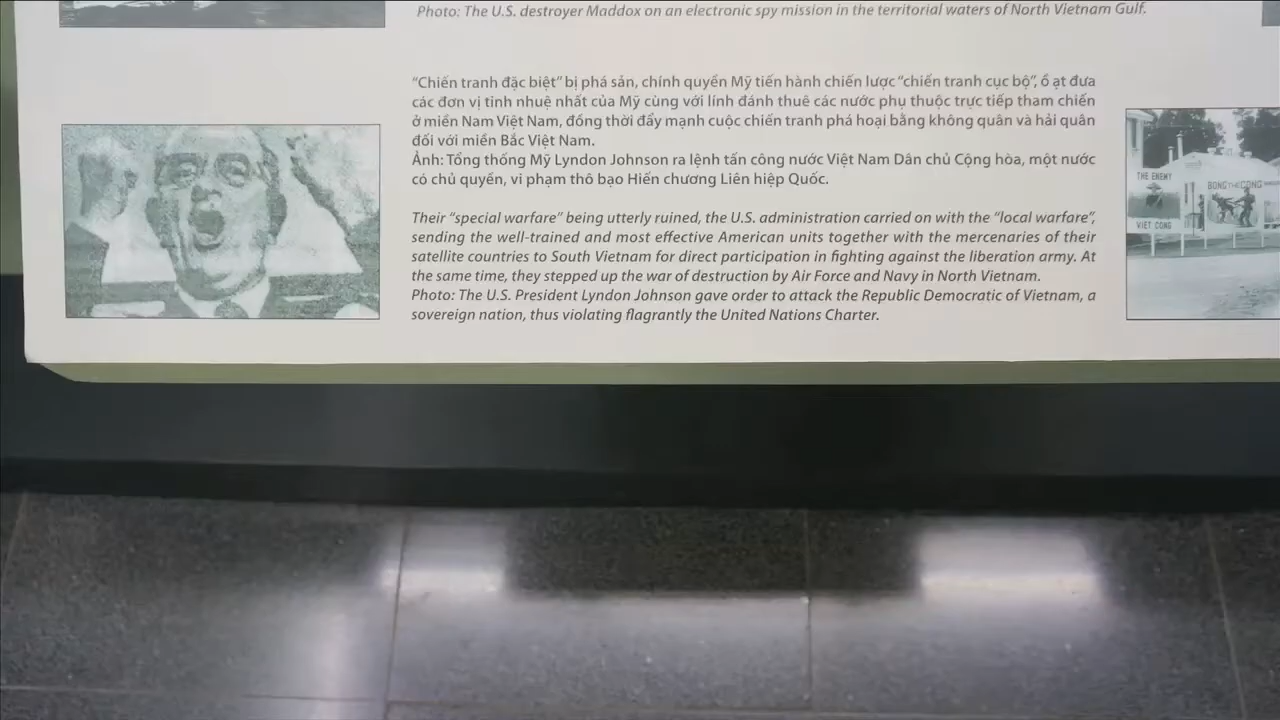 Photo: The U.S. destroyer Maddox on an electronic spy mission in the territorial waters of North Vietnam Gulf.
“Chiến tranh đặc biệt” bị phá sản, chính quyền Mỹ tiến hành chiến lược “chiến tranh cục bộ”, ồ ạt đưa
các đơn vị tinh nhuệ nhất của Mỹ cùng với lính đánh thuê các nước phụ thuộc trực tiếp tham chiến
ở miền Nam Việt Nam, đồng thời đẩy mạnh cuộc chiến tranh phá hoại bằng không quân và hải quân
đối với miền Bắc Việt Nam.
Ảnh: Tổng thống Mỹ Lyndon Johnson ra lệnh tấn công nước Việt Nam Dân chủ Cộng hòa, một nước
có chủ quyền, vi phạm thô bạo Hiến chương Liên hiệp Quốc.
Their “special warfare” being utterly ruined, the U.S. administration carried on with the “local warfare”,
sending the well-trained and most effective American units together with the mercenaries of their
satellite countries to South Vietnam for direct participation in fighting against the liberation army. At
the same time, they stepped up the war of destruction by Air Force and Navy in North Vietnam.
Photo: The U.S. President Lyndon Johnson gave order to attack the Republic Democratic of Vietnam, a
sovereign nation, thus violating flagrantly the United Nations Charter.
THE ENEMY
VIET CONG